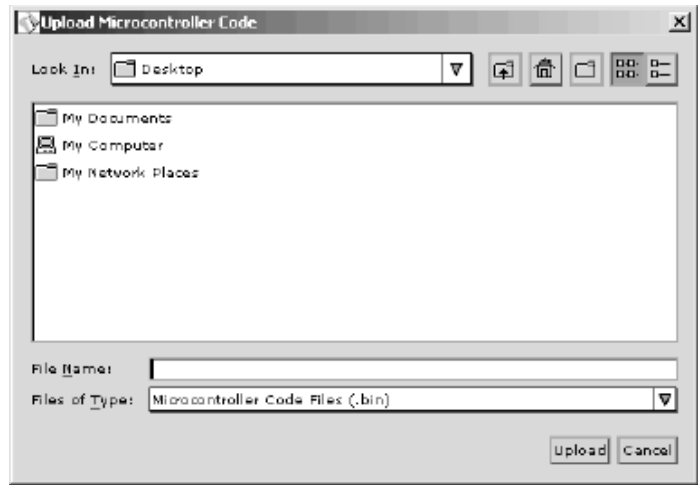 Upload Microcontroller Code
Look In: Desktop
My Documents
My Computer
My Network Places
File Name:
Files of Type: Microcontroller Code Files (.bin)
Upload Cancel